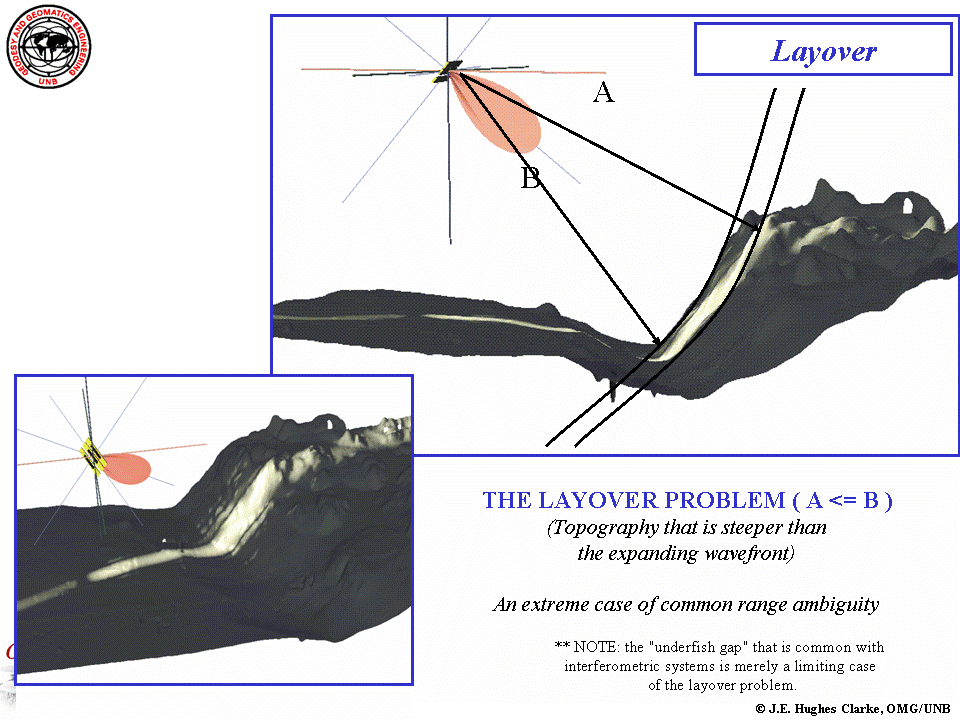 GEODESY AND GEOMATICS ENGINEERING
UNB
Layover
A
B
THE LAYOVER PROBLEM ( A <= B )
(Topography that is steeper than
the expanding wavefront)
An extreme case of common range ambiguity
** NOTE: the "underfish gap" that is common with
interferometric systems is merely a limiting case
of the layover problem.
© J.E. Hughes Clarke, OMG/UNB